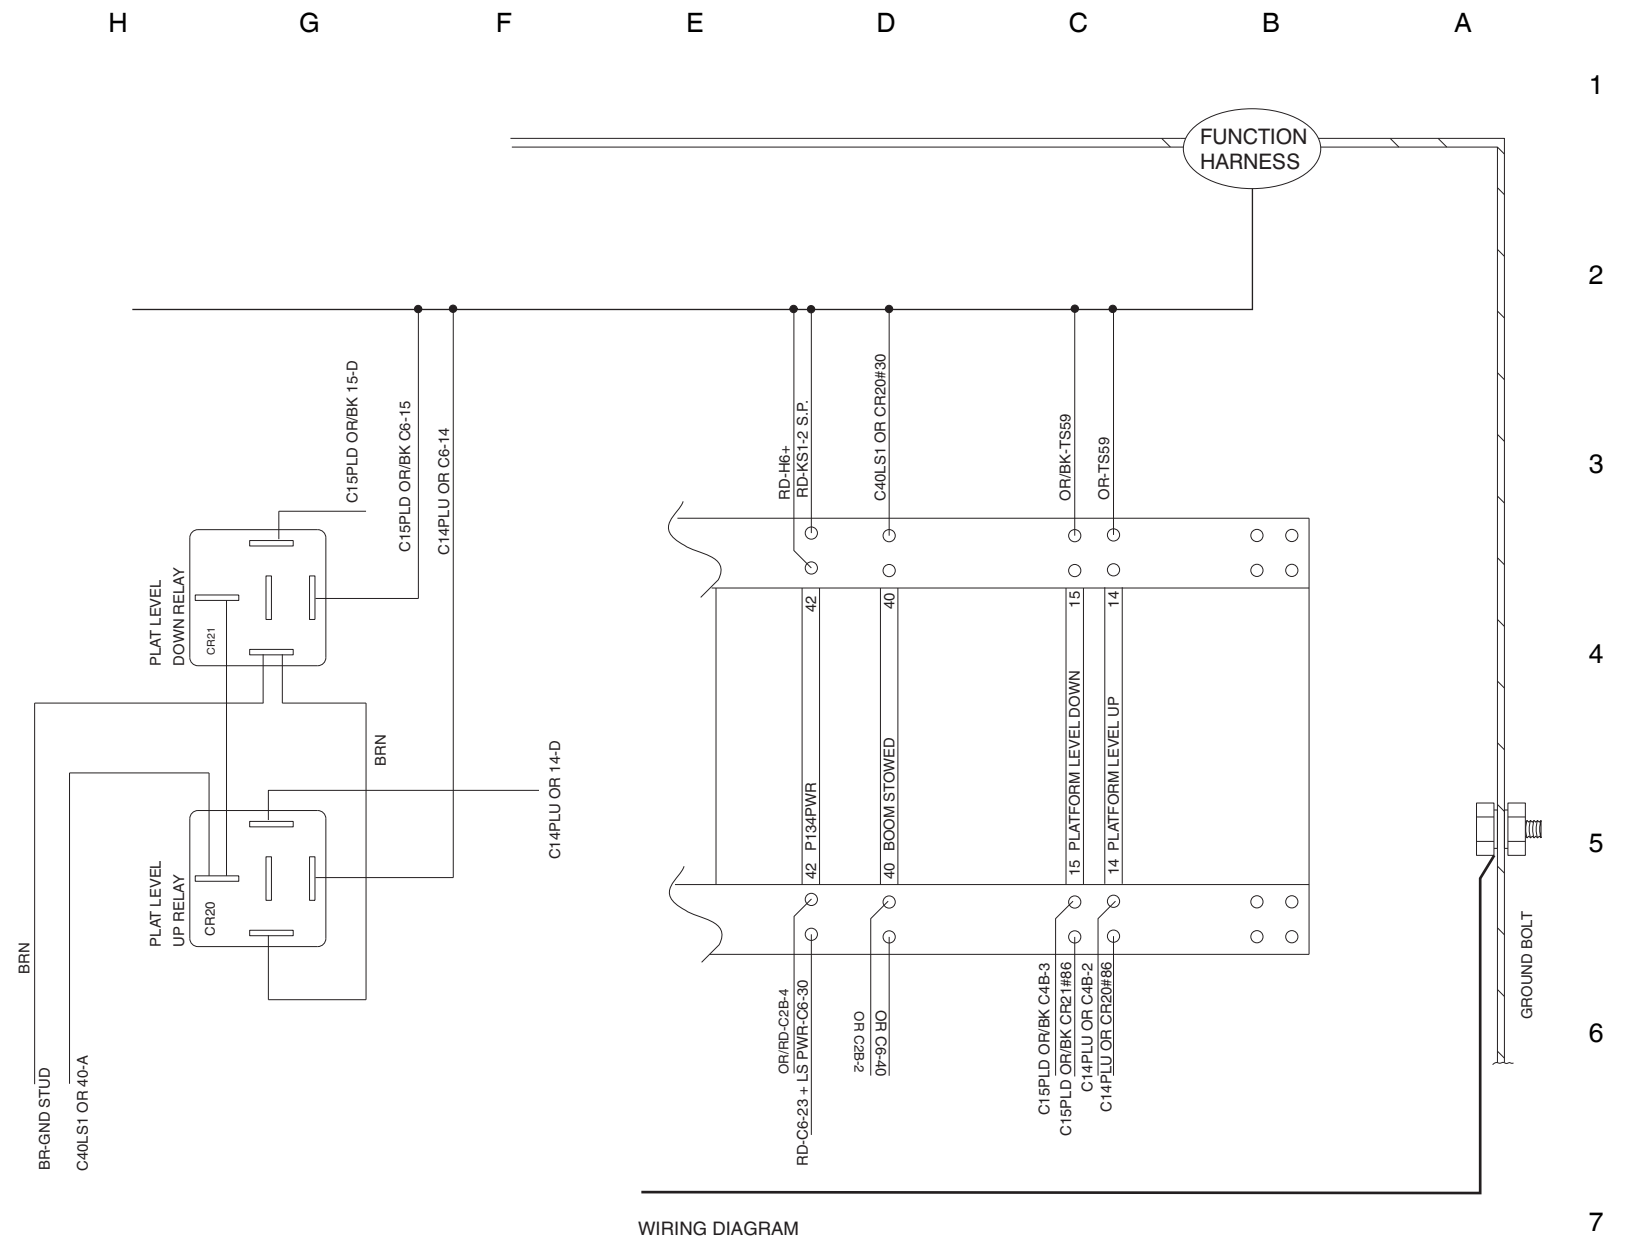 H G F E D C B A
1
FUNCTION
HARNESS
2
C15PLD OR/BK 15-D
C15PLD OR/BK C6-15
C14PLU OR C6-14
RD-H6+
RD-KS1-2 S.P.
C40LS1 OR CR20#30
OR/BK-TS59
OR-TS59
3
PLAT LEVEL
DOWN RELAY
CR21
42
40
15
14
4
BRN
C14PLU OR 14-D
42 P134PWR
40 BOOM STOWED
15 PLATFORM LEVEL DOWN
14 PLATFORM LEVEL UP
5
PLAT LEVEL
UP RELAY
CR20
BRN
BR-GND STUD
C40LS1 OR 40-A
OR/RD-C2B-4
RD-C6-23 + LS PWR-C6-30
OR C2B-2
OR C6-40
C15PLD OR/BK C4B-3
C15PLD OR/BK CR21#86
C14PLU OR C4B-2
C14PLU OR CR20#86
GROUND BOLT
6
WIRING DIAGRAM
7